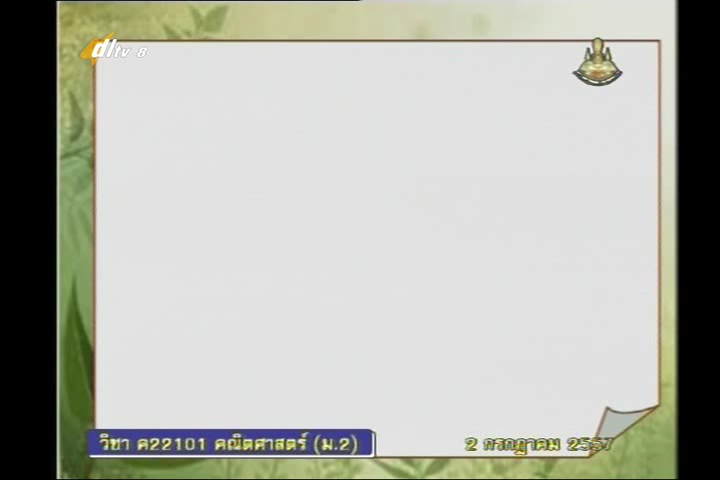 dltv 8
วิชา ค22101 คณิตศาสตร์ (ม.2)
2 กรกฎาคม 2557